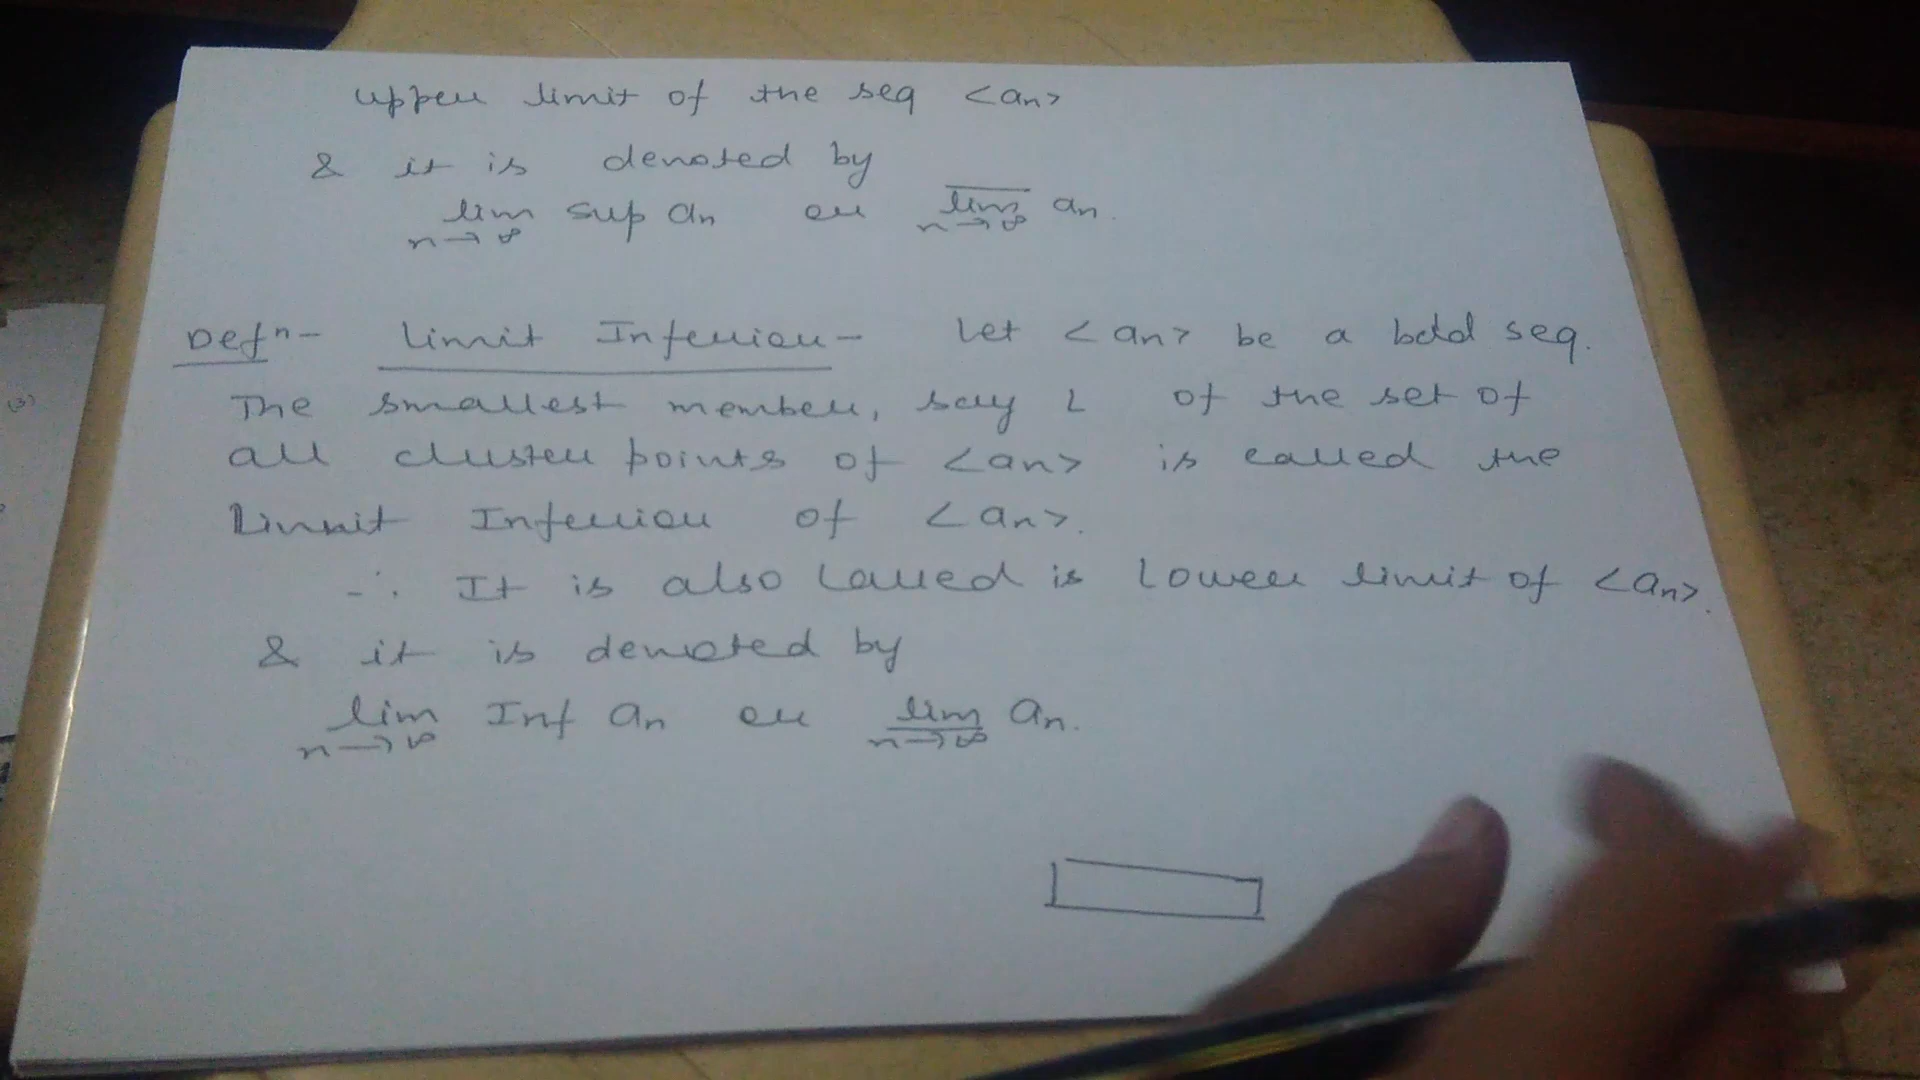 upper limit of the seq <an>
& it is denoted by
lim n→∞ sup an or lim n→∞ an.
Defn- Limit Inferior- Let <an> be a bdd seq.
The smallest member, say L of the set of
all cluster points of <an> is called the
Limit Inferior of <an>.
∴ It is also called is Lower limit of <an>.
& it is denoted by
lim n→∞ Inf an or lim n→∞ an.